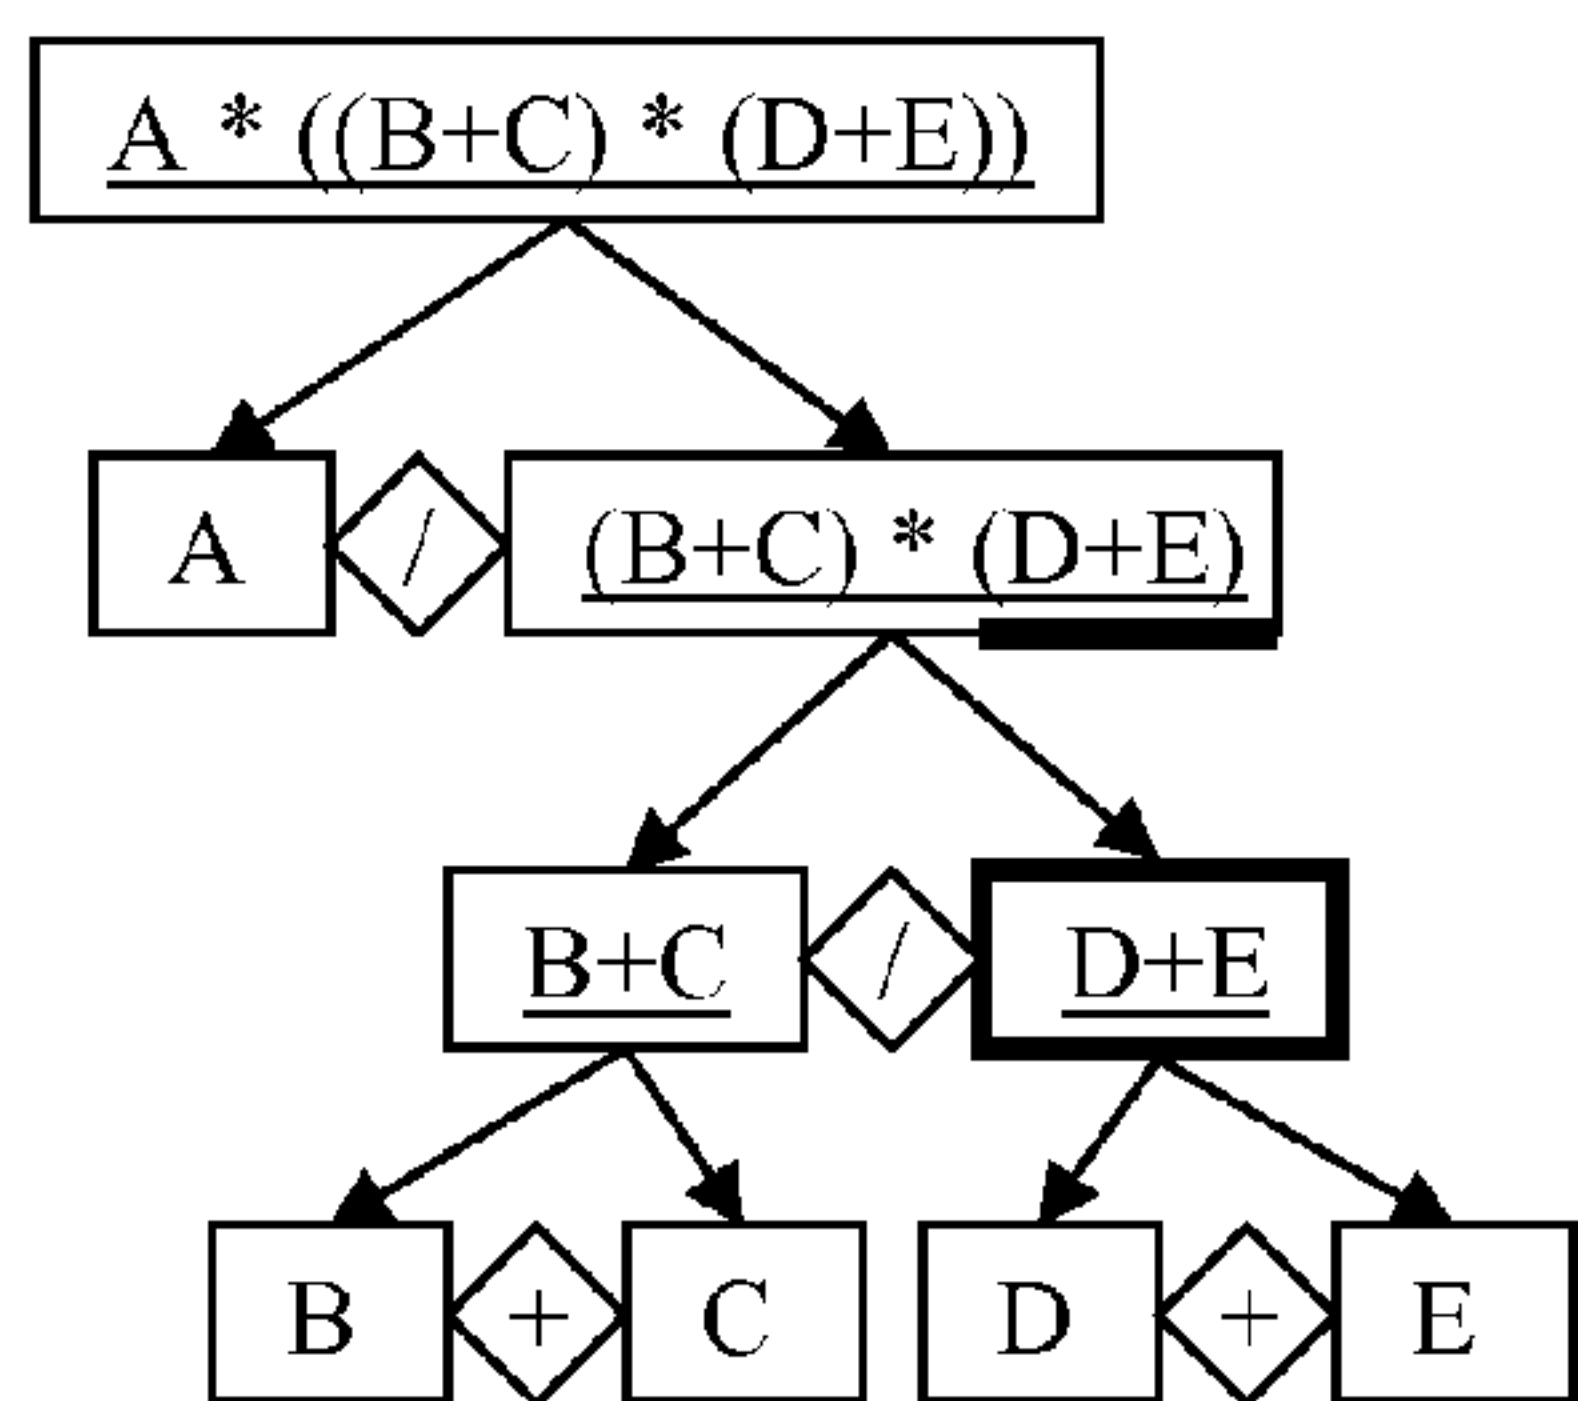 A * ((B+C) * (D+E))
A / (B+C) * (D+E)
B+C / D+E
B + C D + E